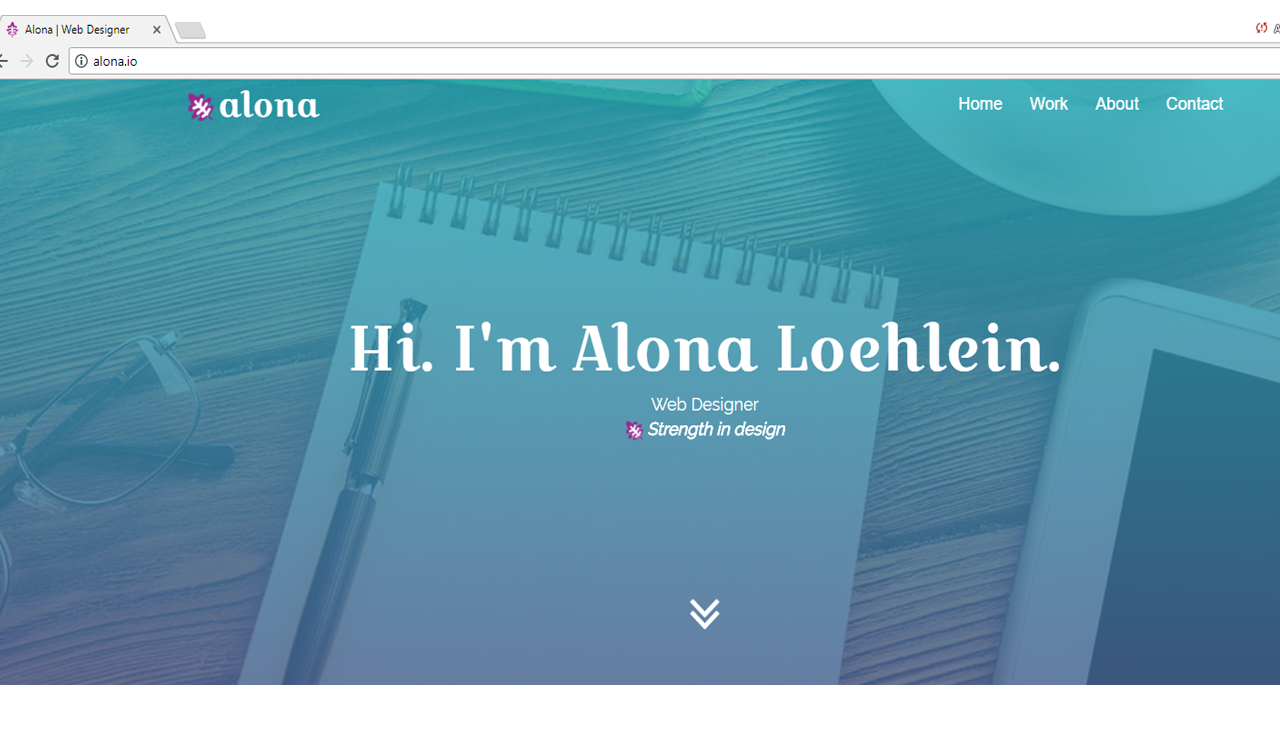 Alona | Web Designer
alona.io
alona
Home Work About Contact
Hi. I'm Alona Loehlein.
Web Designer
Strength in design